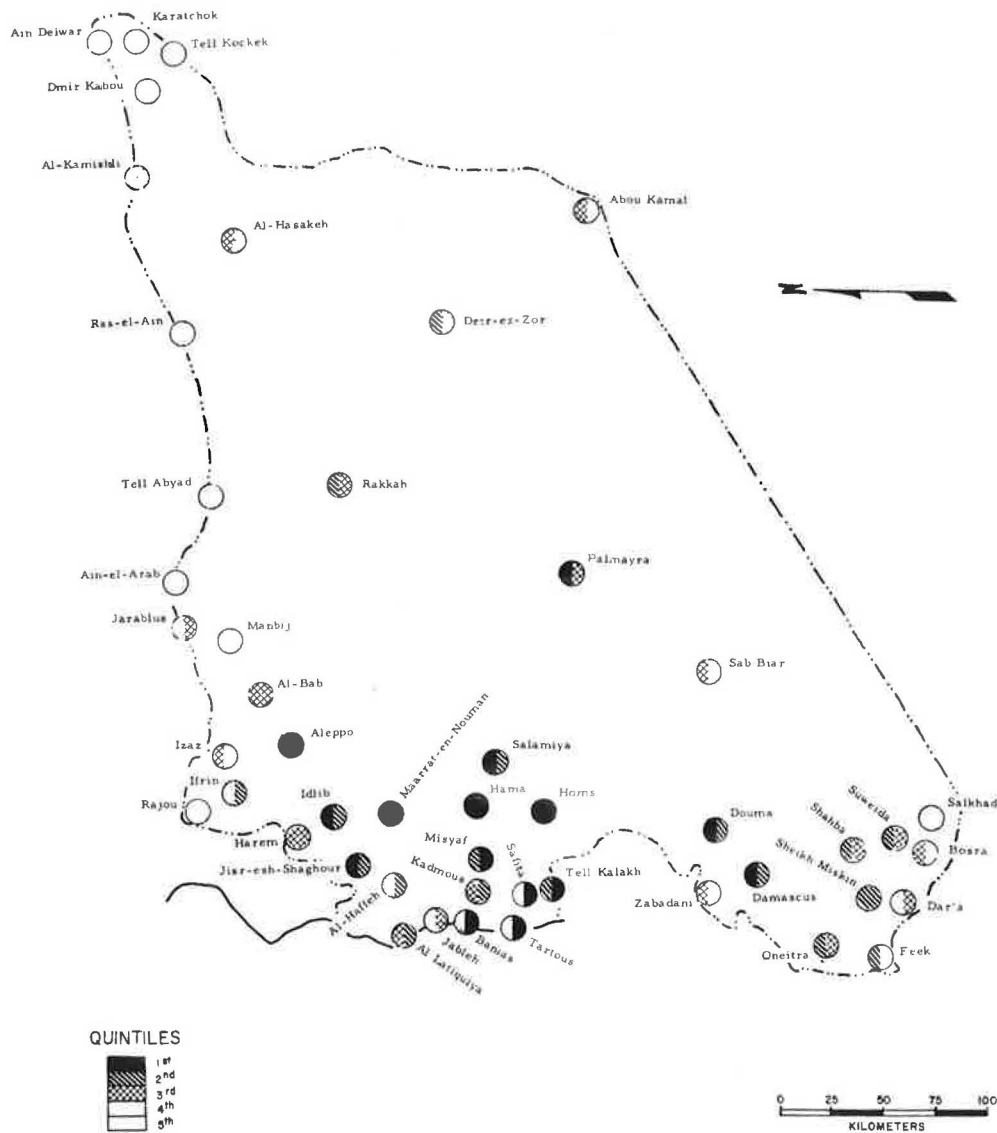 Karatchok
Ain Deiwar
Tell Kockek
Dmir Kabou
Al-Kamishli
Abou Kamal
Al-Hasakeh
Ras-el-Ain
Deir-ez-Zor
Tell Abyad
Rakkah
Palmayra
Ain-el-Arab
Jarablus
Manbij
Sab Biar
Al-Bab
Maarrat-en-Nouman
Aleppo
Izaz
Salamiya
Ifrin
Idlib
Hama
Homs
Rajou
Douma
Shahba
Suweida
Salkhad
Harem
Misyaf
Safita
Sheikh Miskin
Bosra
Jisr-esh-Shaghour
Kadmous
Tell Kalakh
Damascus
Al-Haffeh
Zabadani
Dar'a
Jableh
Banias
Tartous
Al Latiquiya
Qneitra
Feek
QUINTILES
1st
2nd
3rd
4th
5th
0 25 50 75 100
KILOMETERS